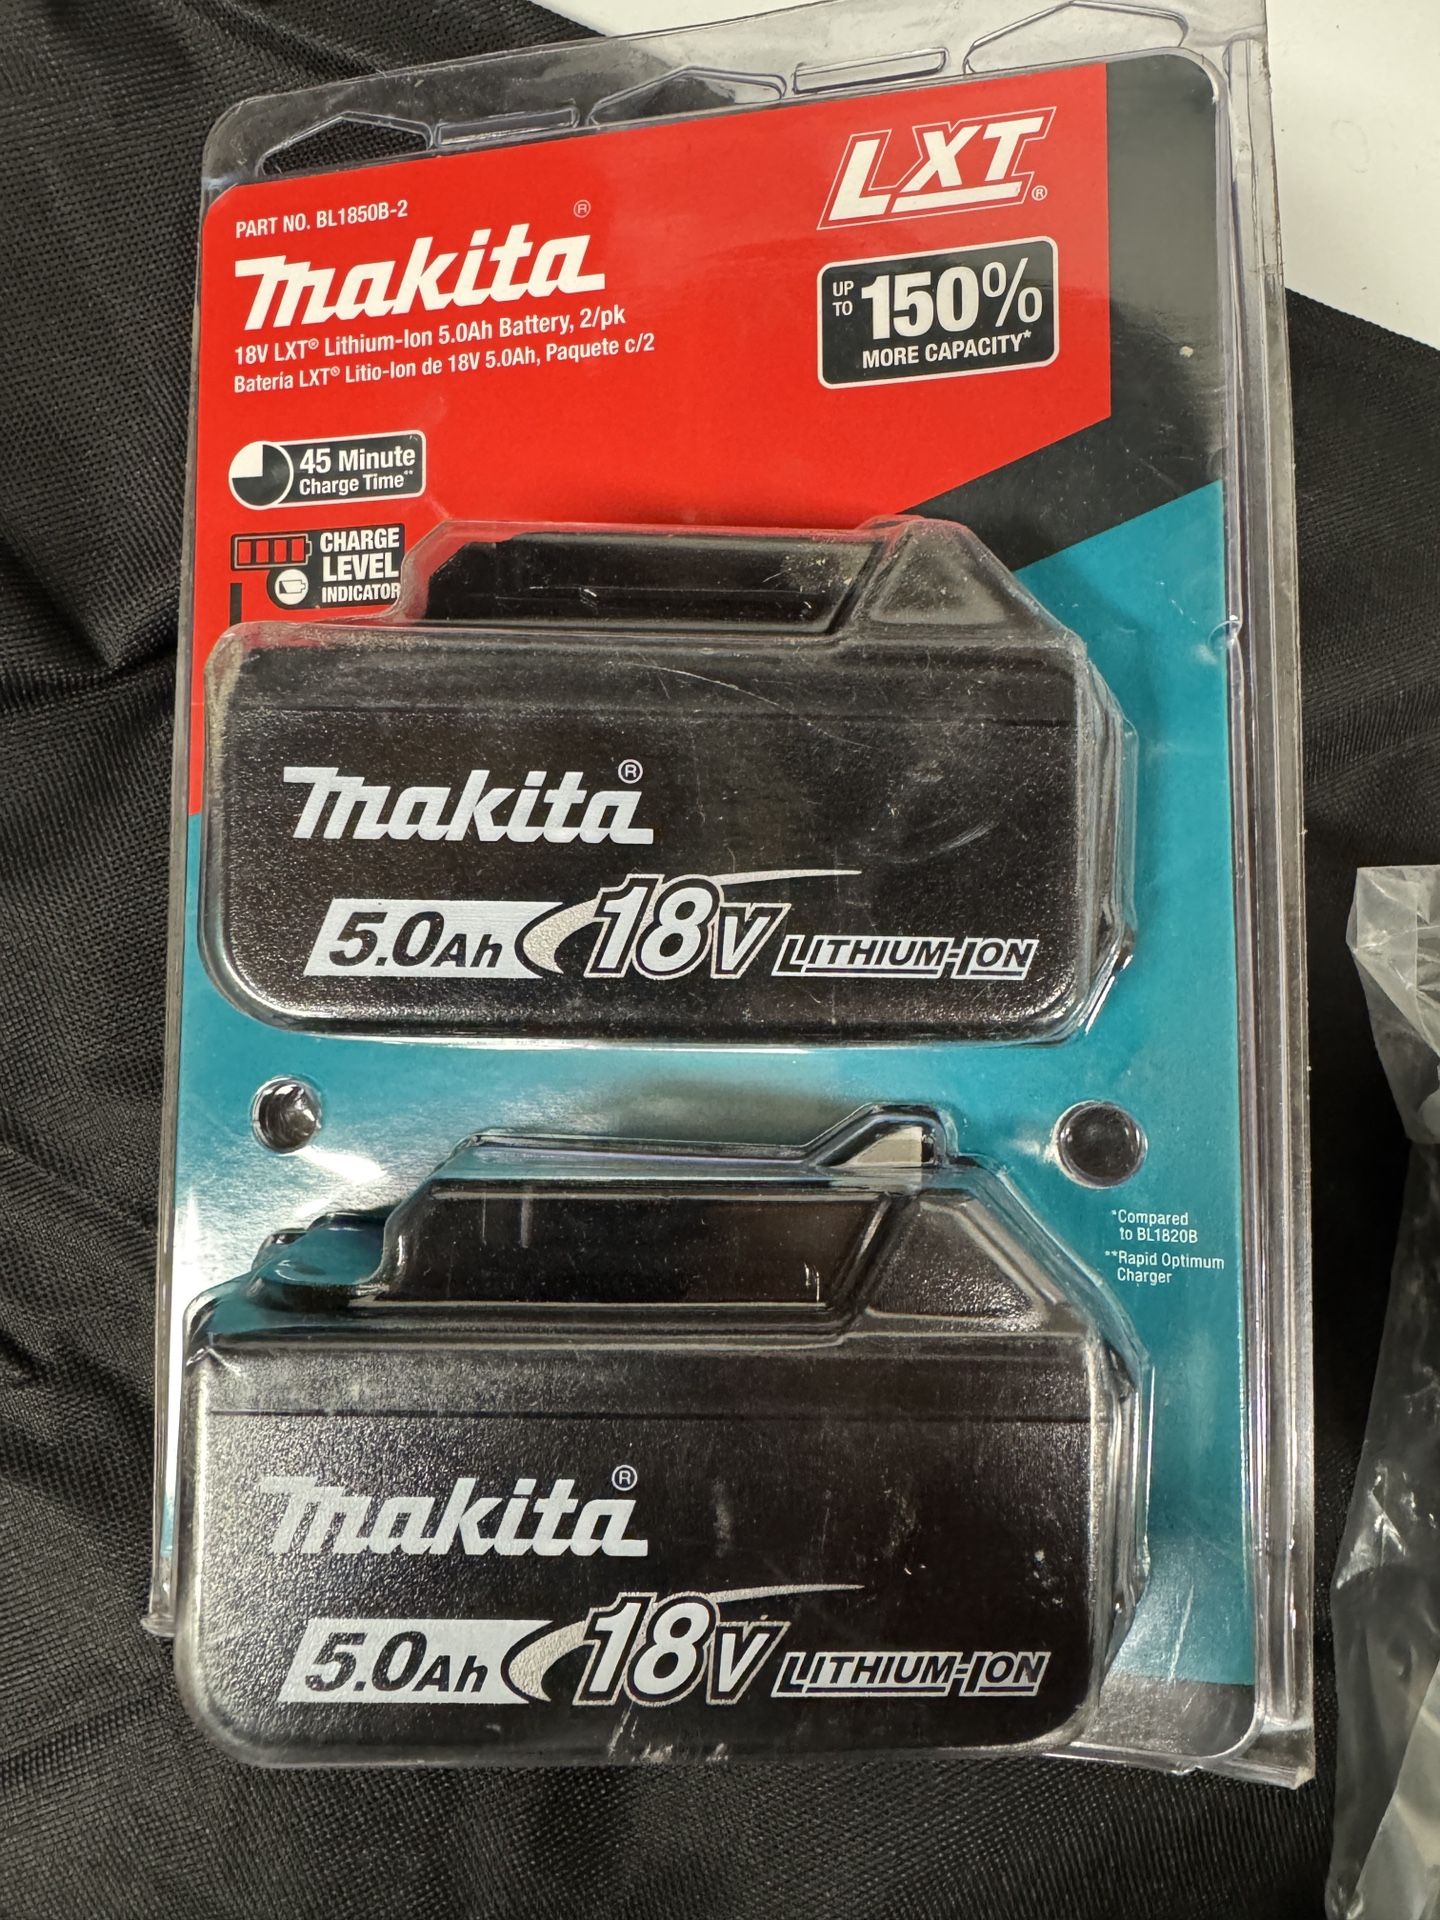 PART NO. BL1850B-2
makita®
18V LXT® Lithium-Ion 5.0Ah Battery, 2/pk
Batería LXT® Litio-Ion de 18V 5.0Ah, Paquete c/2
LXT®
UP TO 150%
MORE CAPACITY*
45 Minute
Charge Time**
CHARGE
LEVEL
INDICATOR
makita®
5.0Ah 18V LITHIUM-ION
*Compared
to BL1820B
**Rapid Optimum
Charger
makita®
5.0Ah 18V LITHIUM-ION